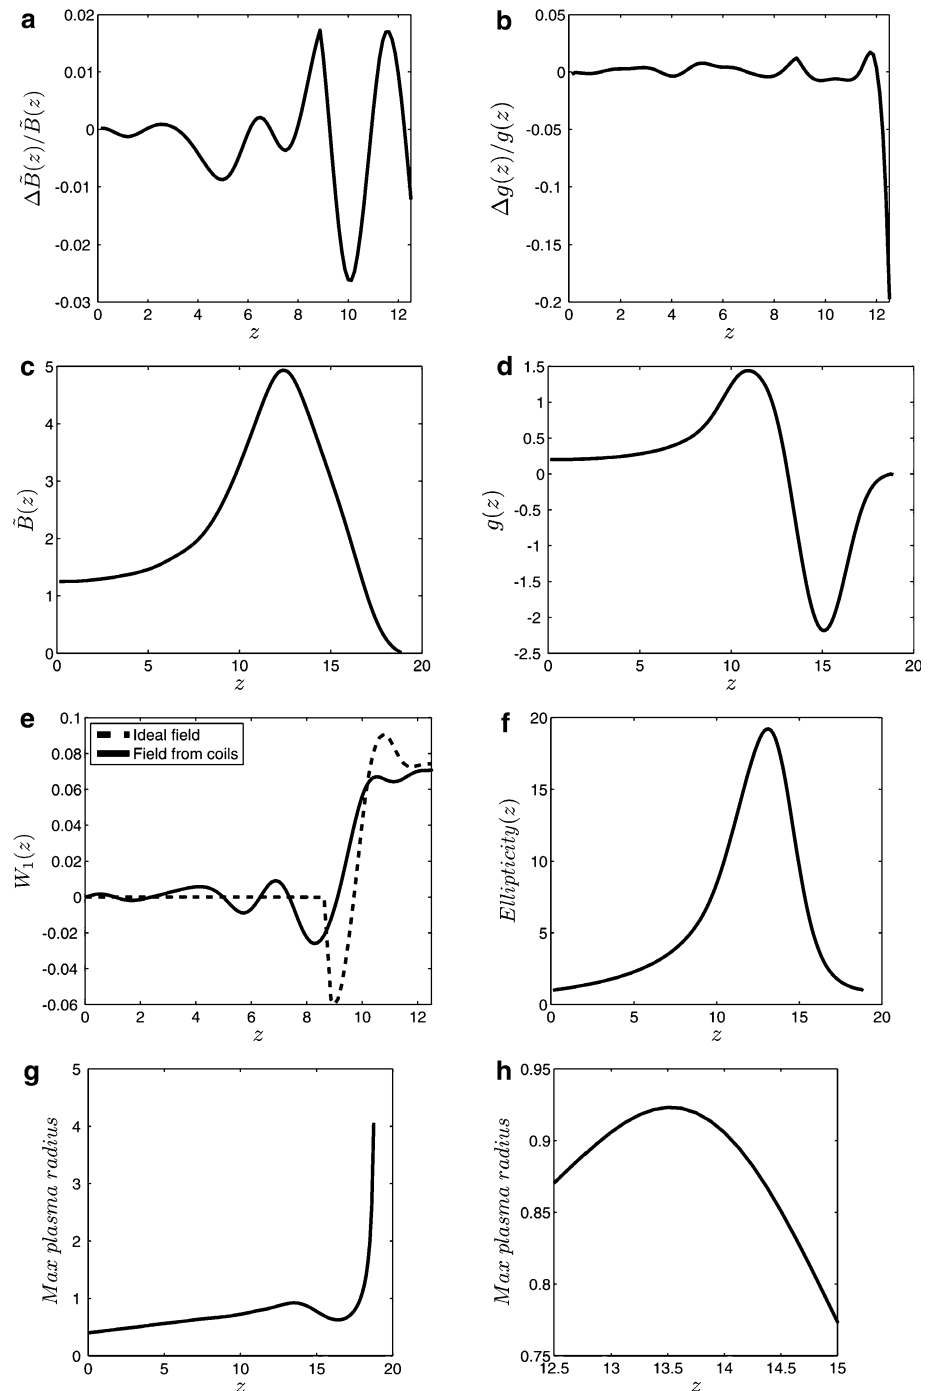 a
0.02
0.01
0
-0.01
-0.02
-0.03
ΔB̃(z)/B̃(z)
0 2 4 6 8 10 12
z
b
0.05
0
-0.05
-0.1
-0.15
-0.2
Δg(z)/g(z)
0 2 4 6 8 10 12
z
c
5
4
3
2
1
0
B̃(z)
0 5 10 15 20
z
d
1.5
1
0.5
0
-0.5
-1
-1.5
-2
-2.5
g(z)
0 5 10 15 20
z
e
0.1
0.08
0.06
0.04
0.02
0
-0.02
-0.04
-0.06
W₁(z)
Ideal field
Field from coils
0 2 4 6 8 10 12
z
f
20
15
10
5
0
Ellipticity(z)
0 5 10 15 20
z
g
5
4
3
2
1
0
Max plasma radius
0 5 10 15 20
z
h
0.95
0.9
0.85
0.8
0.75
Max plasma radius
12.5 13 13.5 14 14.5 15
z